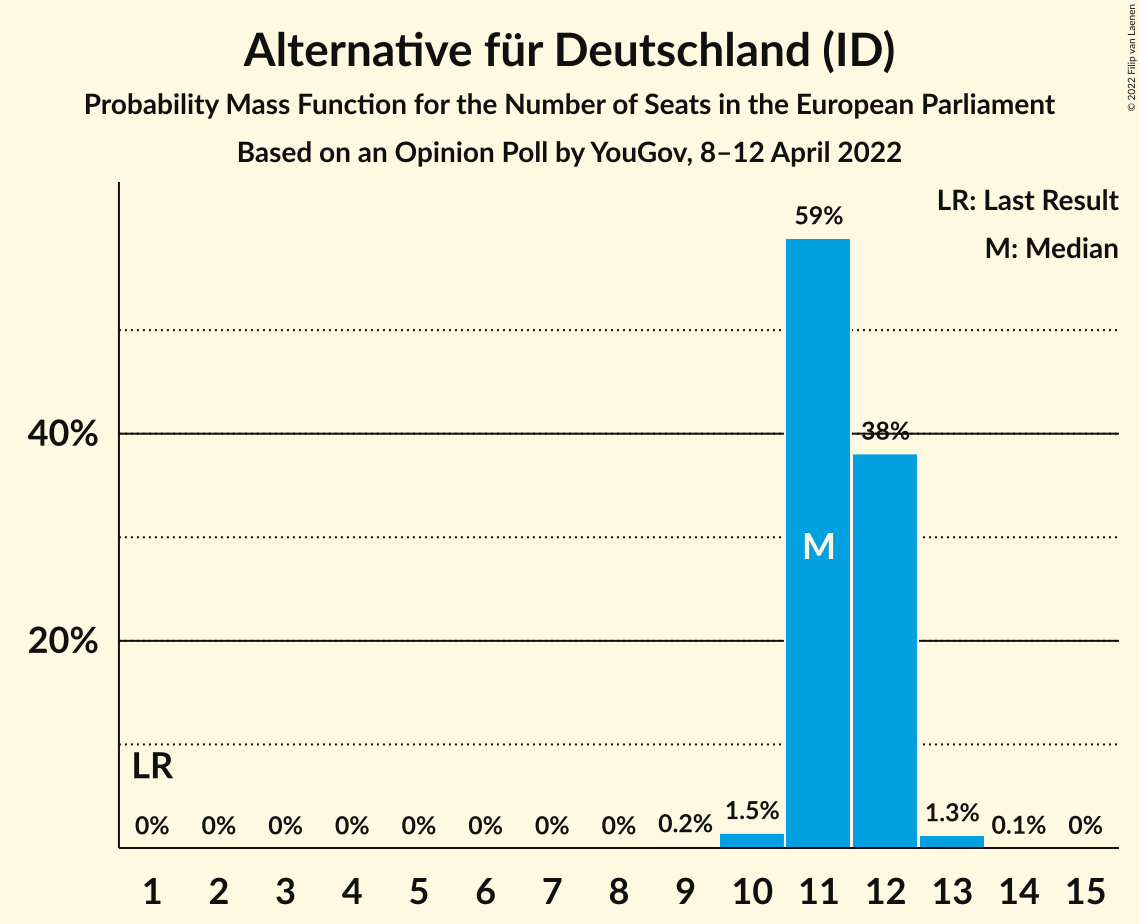 Alternative für Deutschland (ID)
Probability Mass Function for the Number of Seats in the European Parliament
Based on an Opinion Poll by YouGov, 8–12 April 2022
© 2022 Filip van Laenen
LR: Last Result
M: Median
59%
40%
38%
M
20%
LR
0% 0% 0% 0% 0% 0% 0% 0% 0.2% 1.5% 1.3% 0.1% 0%
1 2 3 4 5 6 7 8 9 10 11 12 13 14 15